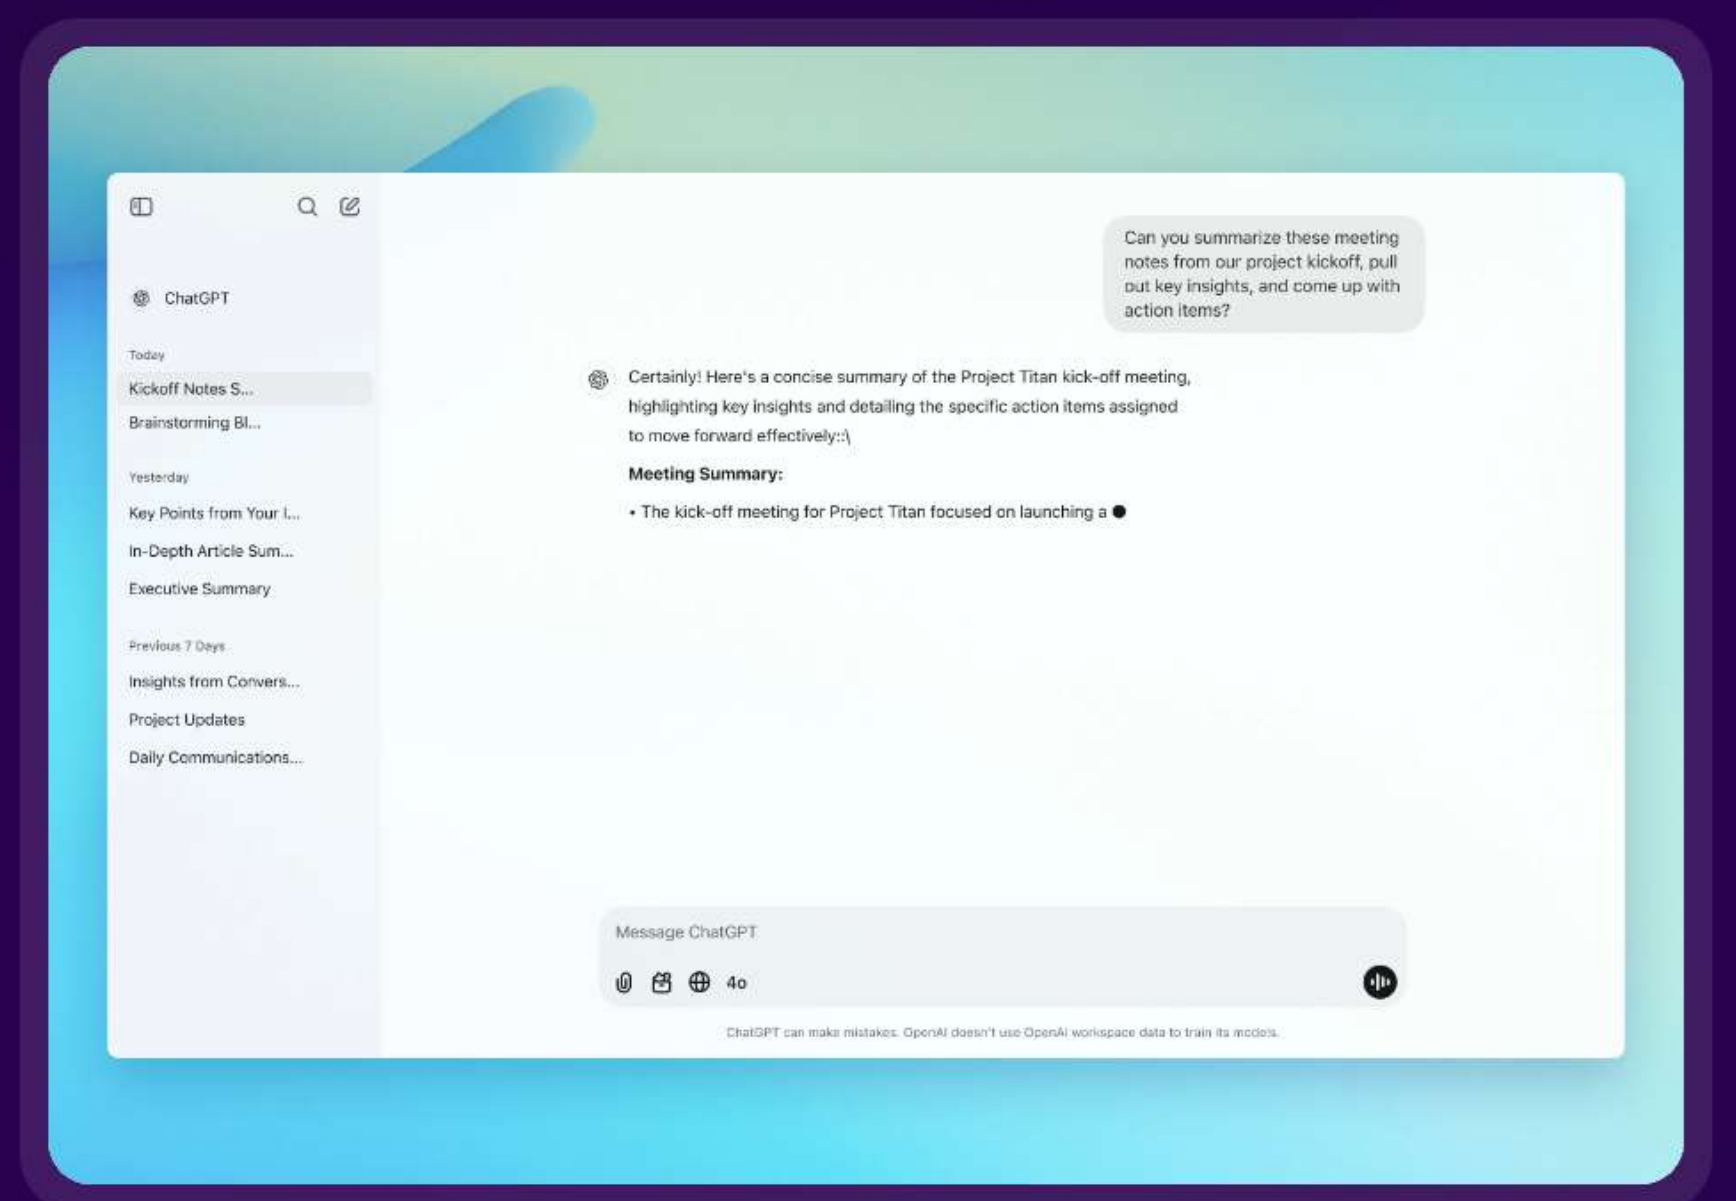 ChatGPT
Today
Kickoff Notes S...
Brainstorming Bl...
Yesterday
Key Points from Your I...
In-Depth Article Sum...
Executive Summary
Previous 7 Days
Insights from Convers...
Project Updates
Daily Communications...
Can you summarize these meeting
notes from our project kickoff, pull
out key insights, and come up with
action items?
Certainly! Here's a concise summary of the Project Titan kick-off meeting,
highlighting key insights and detailing the specific action items assigned
to move forward effectively::\
Meeting Summary:
• The kick-off meeting for Project Titan focused on launching a
Message ChatGPT
4o
ChatGPT can make mistakes. OpenAI doesn't use OpenAI workspace data to train its models.